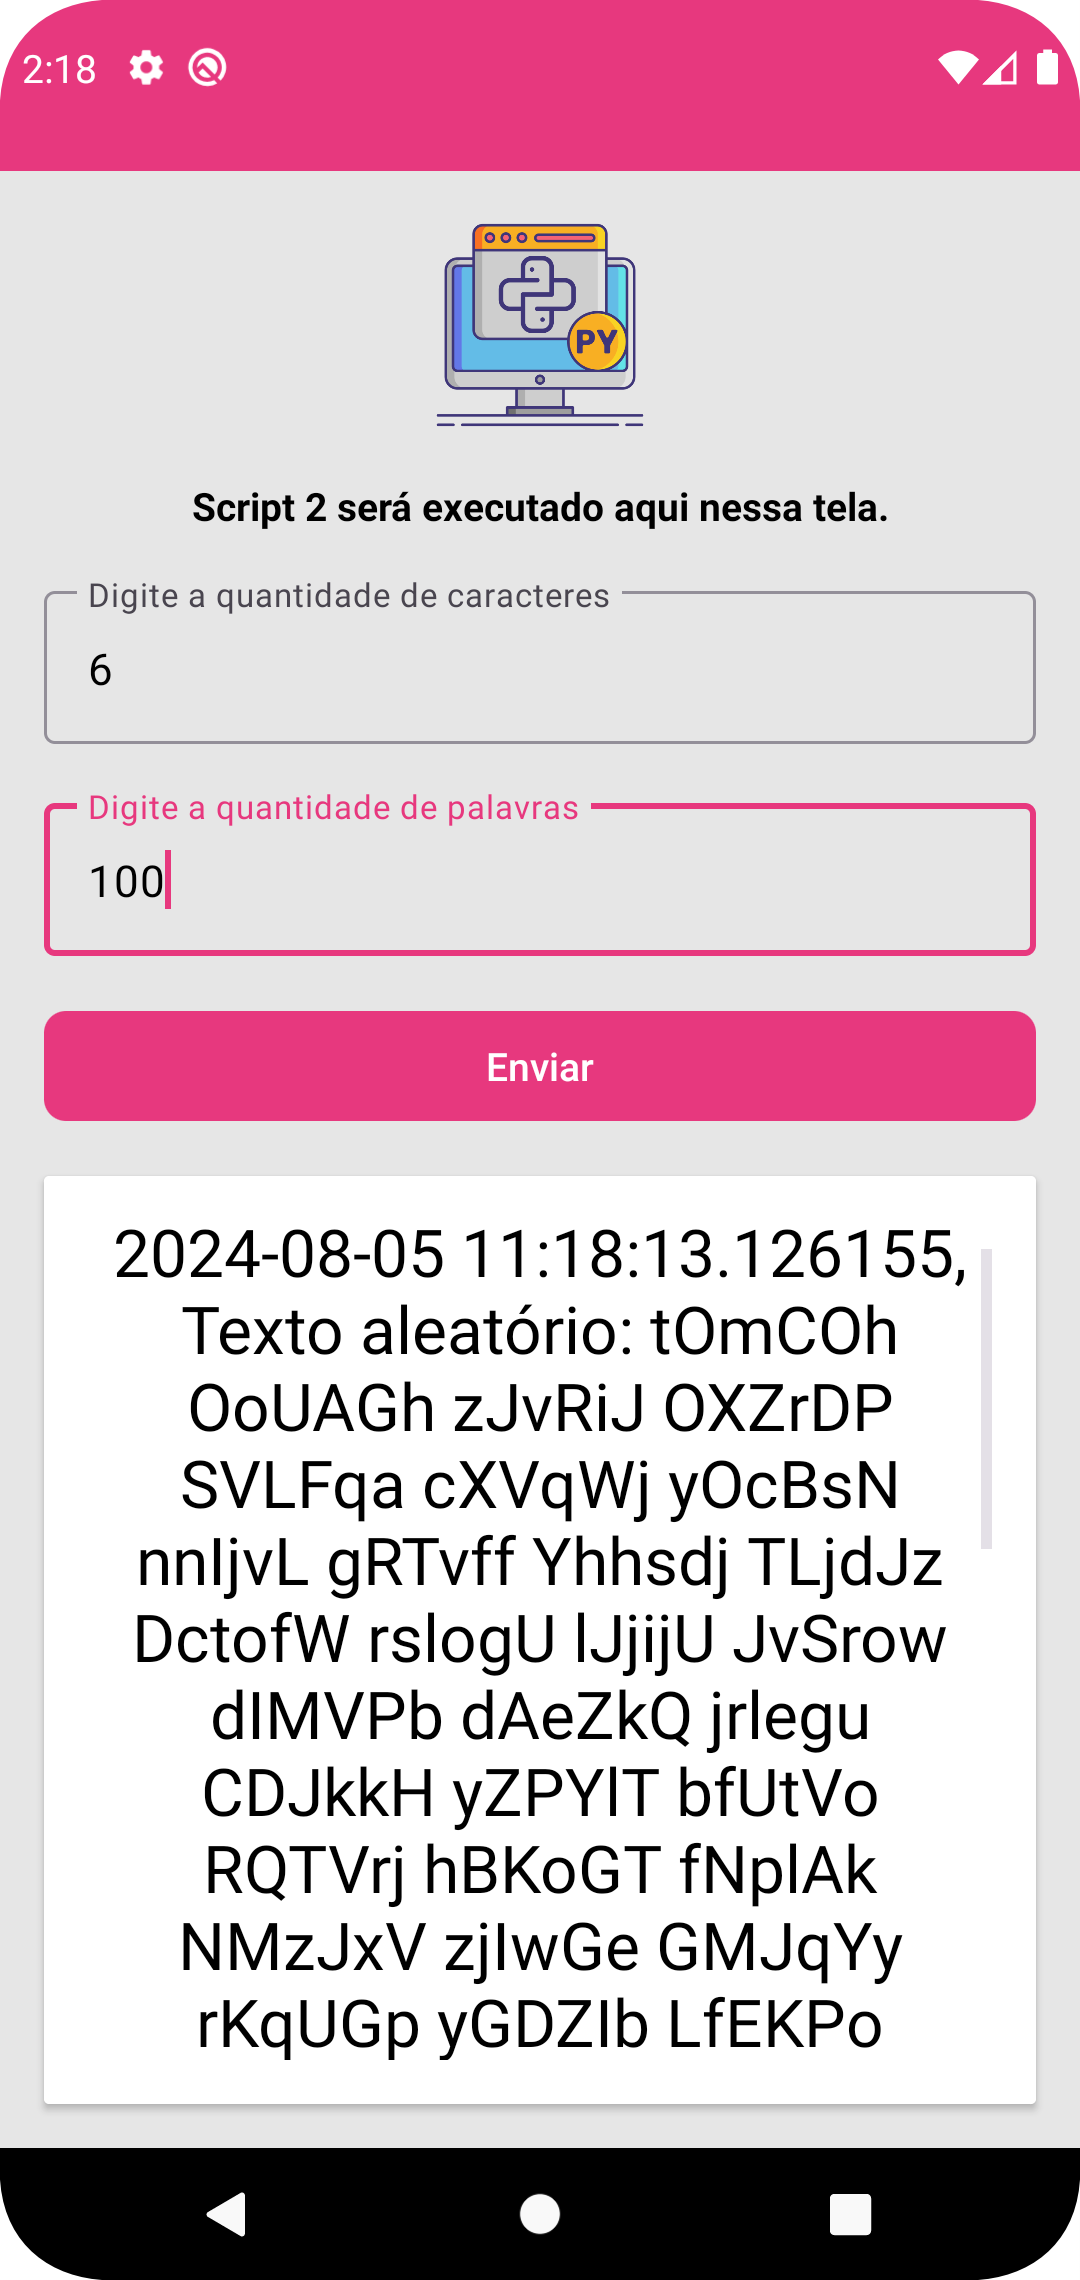 2:18
PY
Script 2 será executado aqui nessa tela.
Digite a quantidade de caracteres
6
Digite a quantidade de palavras
100
Enviar
2024-08-05 11:18:13.126155,
Texto aleatório: tOmCOh
OoUAGh zJvRiJ OXZrDP
SVLFqa cXVqWj yOcBsN
nnIjvL gRTvff Yhhsdj TLjdJz
DctofW rslogU lJjijU JvSrow
dIMVPb dAeZkQ jrlegu
CDJkkH yZPYlT bfUtVo
RQTVrj hBKoGT fNplAk
NMzJxV zjIwGe GMJqYy
rKqUGp yGDZIb LfEKPo